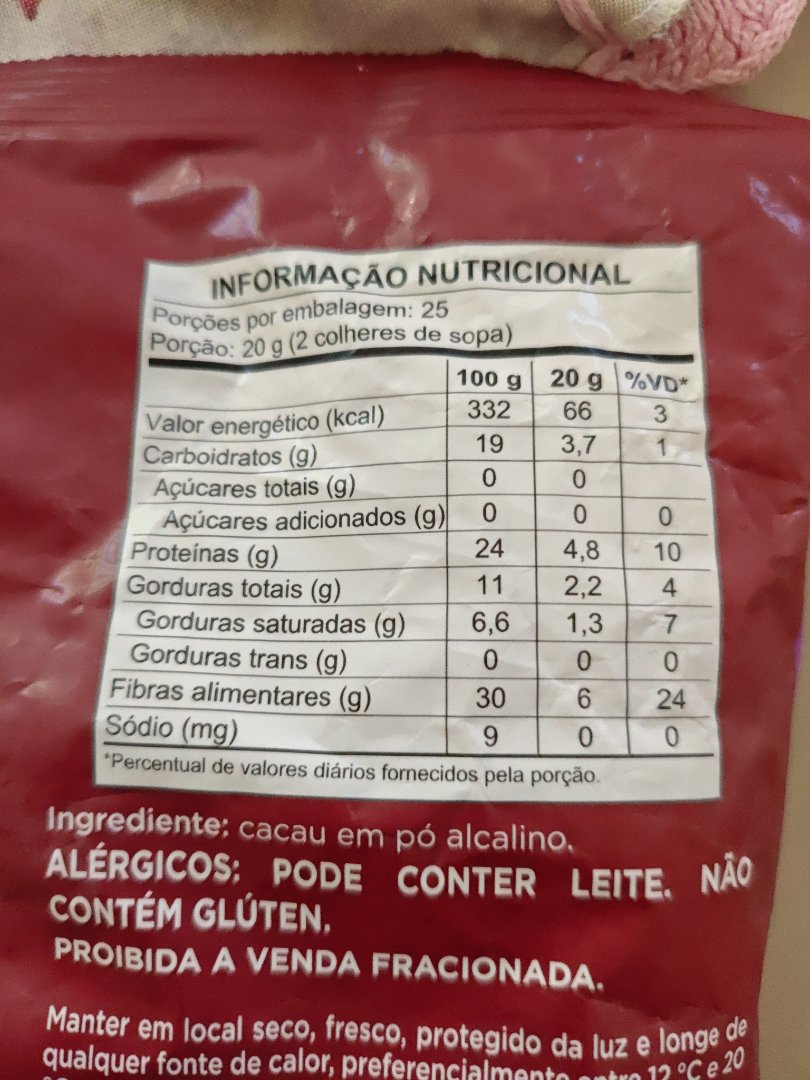 INFORMAÇÃO NUTRICIONAL
Porções por embalagem: 25
Porção: 20 g (2 colheres de sopa)
100 g 20 g %VD*
Valor energético (kcal) 332 66 3
Carboidratos (g) 19 3,7 1
Açúcares totais (g) 0 0
Açúcares adicionados (g) 0 0 0
Proteínas (g) 24 4,8 10
Gorduras totais (g) 11 2,2 4
Gorduras saturadas (g) 6,6 1,3 7
Gorduras trans (g) 0 0 0
Fibras alimentares (g) 30 6 24
Sódio (mg) 9 0 0
*Percentual de valores diários fornecidos pela porção.
Ingrediente: cacau em pó alcalino.
ALÉRGICOS: PODE CONTER LEITE. NÃO
CONTÉM GLÚTEN.
PROIBIDA A VENDA FRACIONADA.
Manter em local seco, fresco, protegido da luz e longe de
qualquer fonte de calor, preferencialmente entre 12 °C e 20